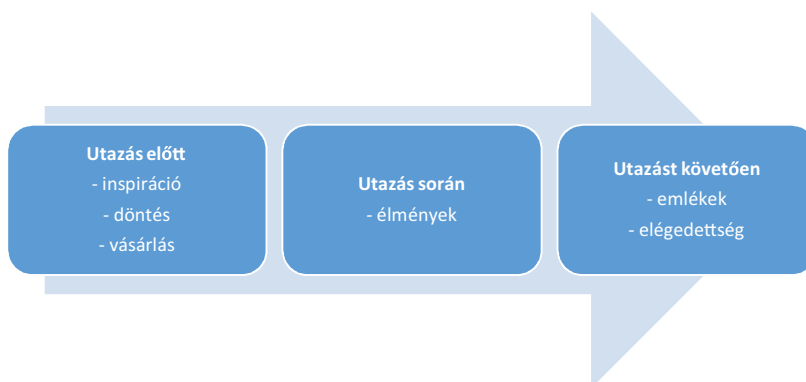 Utazás előtt
- inspiráció
- döntés
- vásárlás
Utazás során
- élmények
Utazást követően
- emlékek
- elégedettség